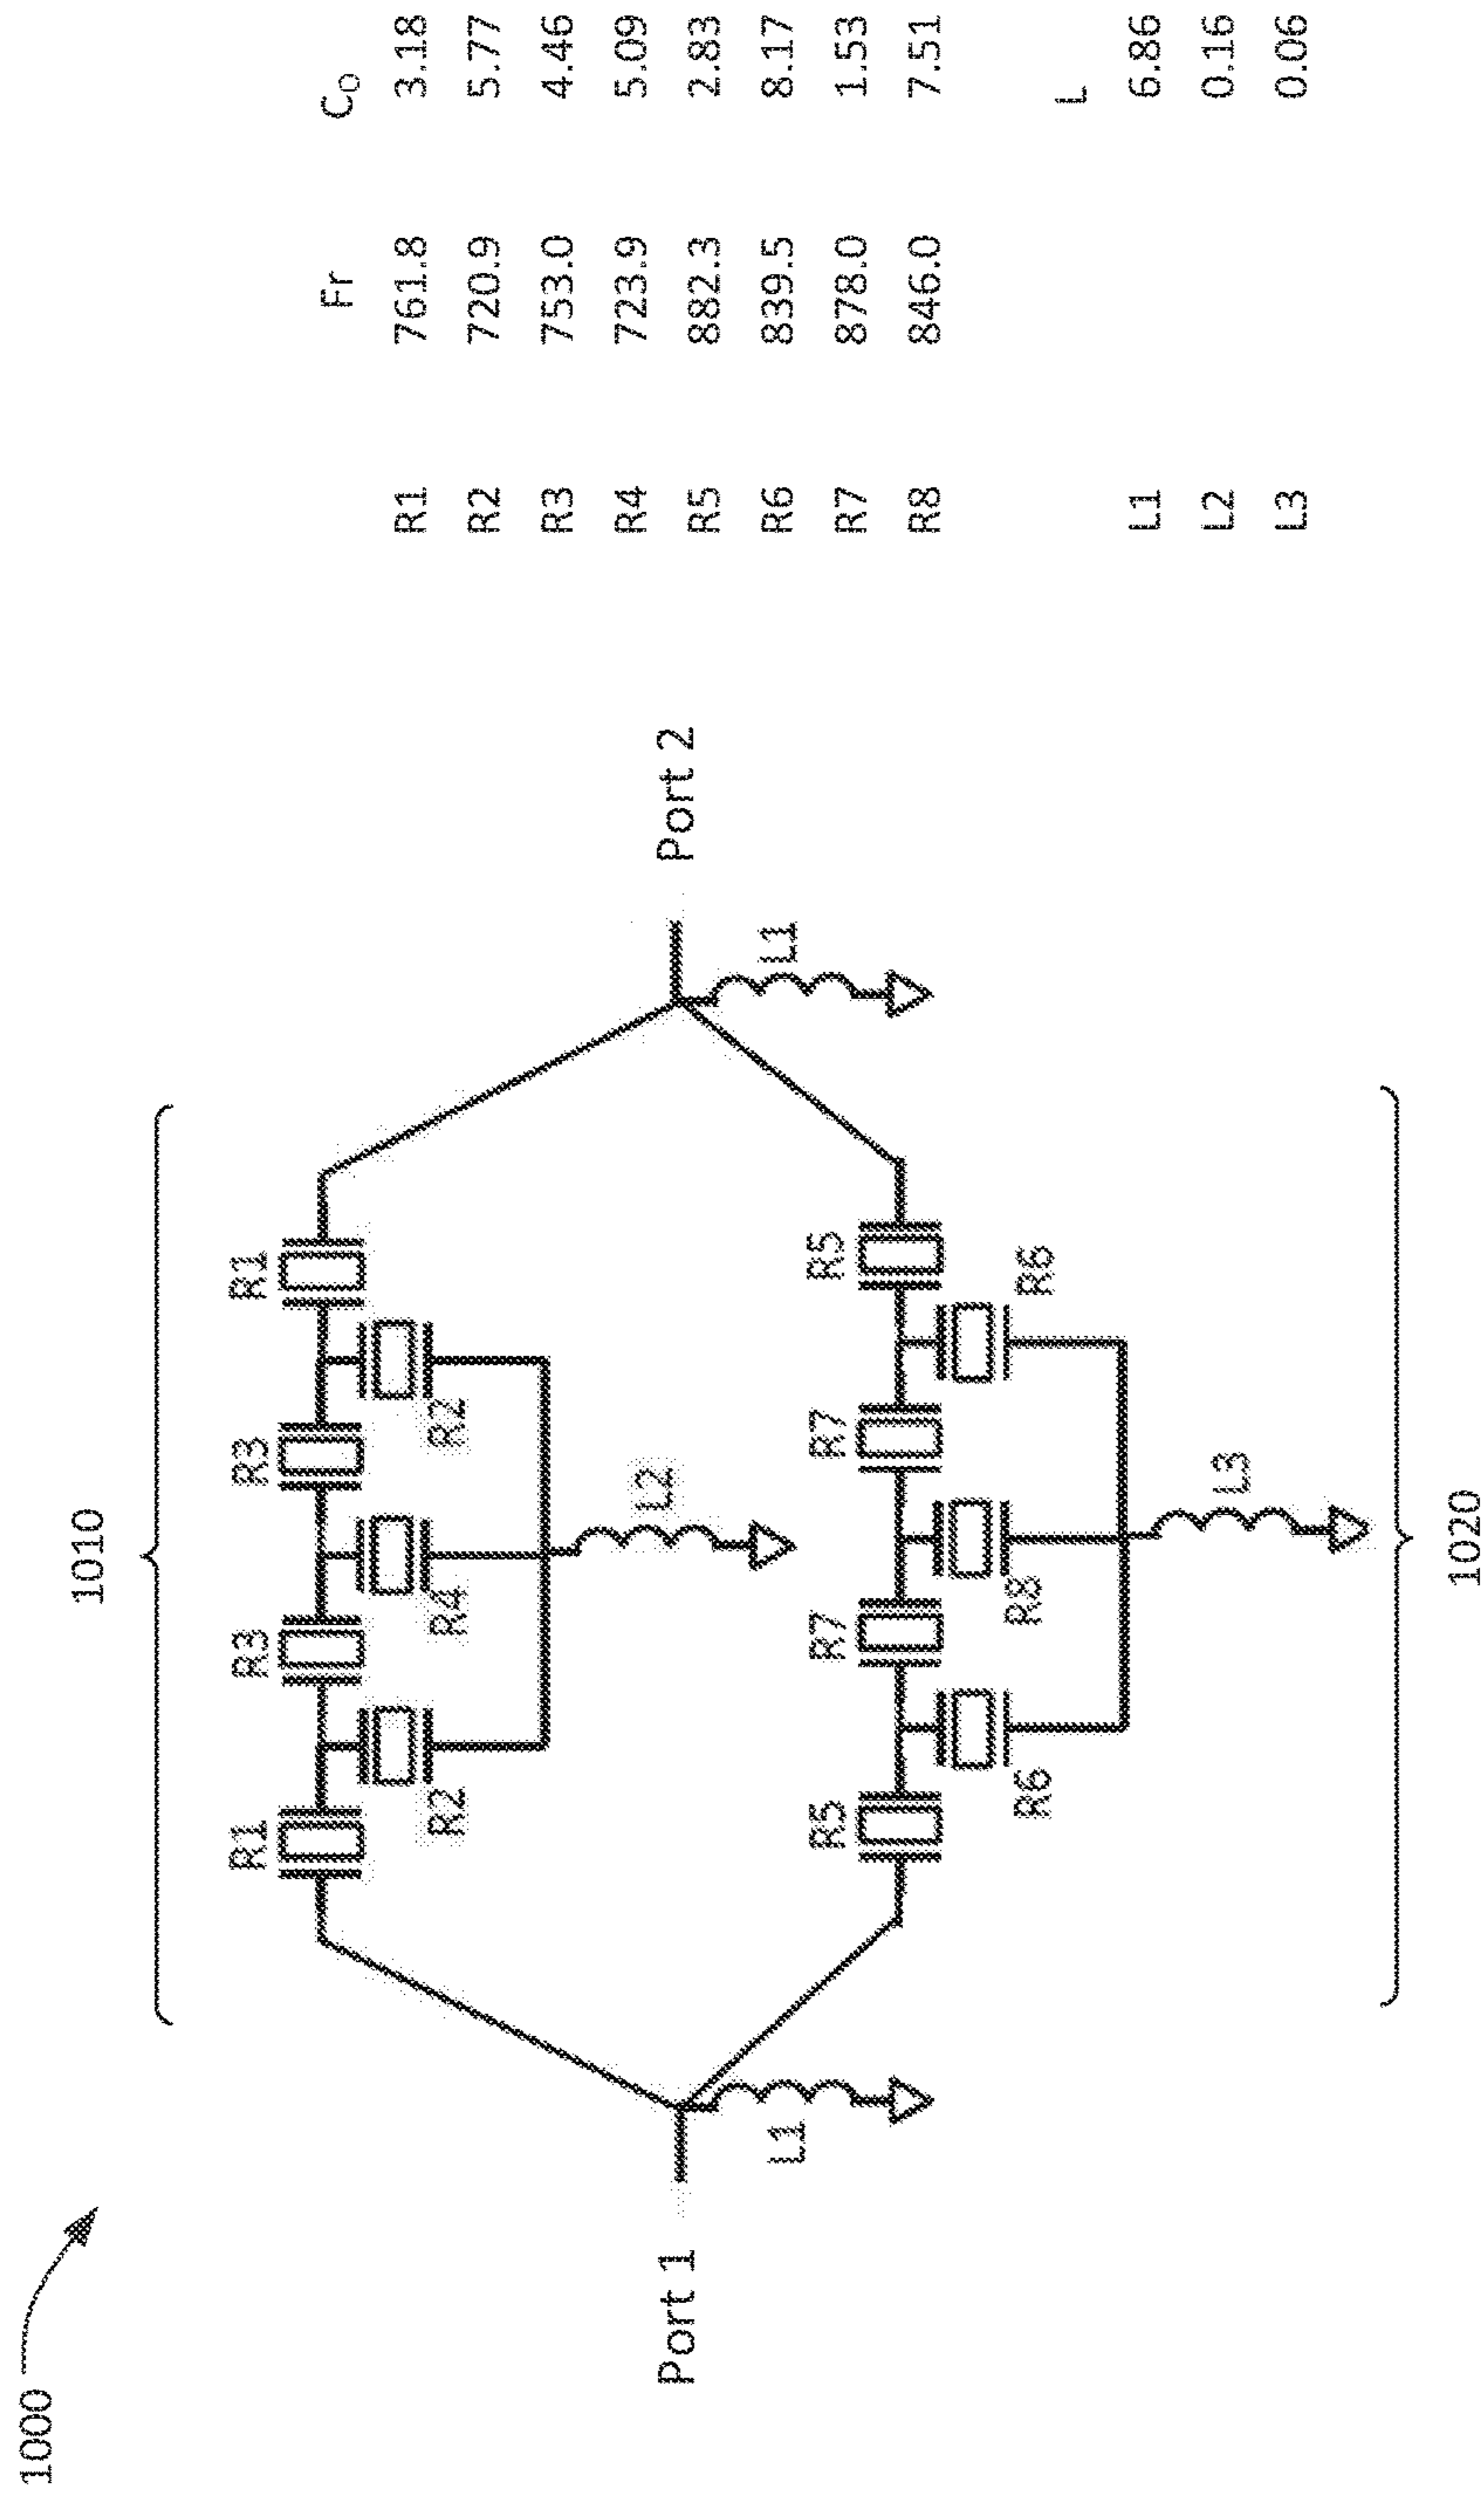 1000
1010
R1 R3 R3 R1
R2 R4 R2
L2
Port 1
Port 2
L1
L1
R5 R7 R7 R5
R6 R8 R6
L3
1020
Fr C₀
R1 761.8 3.18
R2 720.9 5.77
R3 753.0 4.46
R4 723.9 5.09
R5 882.3 2.83
R6 839.5 8.17
R7 878.0 1.53
R8 846.0 7.51
L
L1 6.86
L2 0.16
L3 0.06